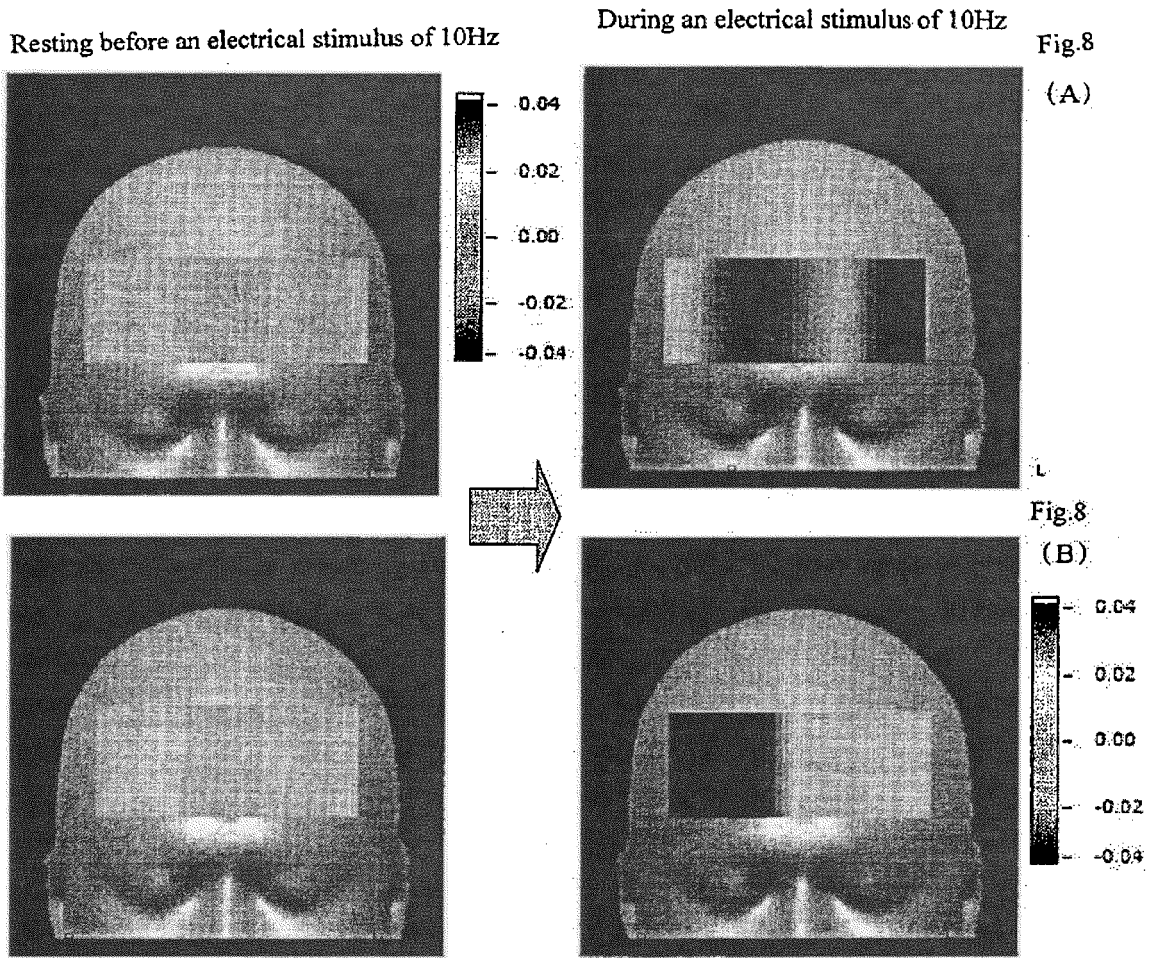 Resting before an electrical stimulus of 10Hz
During an electrical stimulus of 10Hz
Fig.8
(A)
0.04
0.02
0.00
-0.02
-0.04
L
Fig.8
(B)
0.04
0.02
0.00
-0.02
-0.04